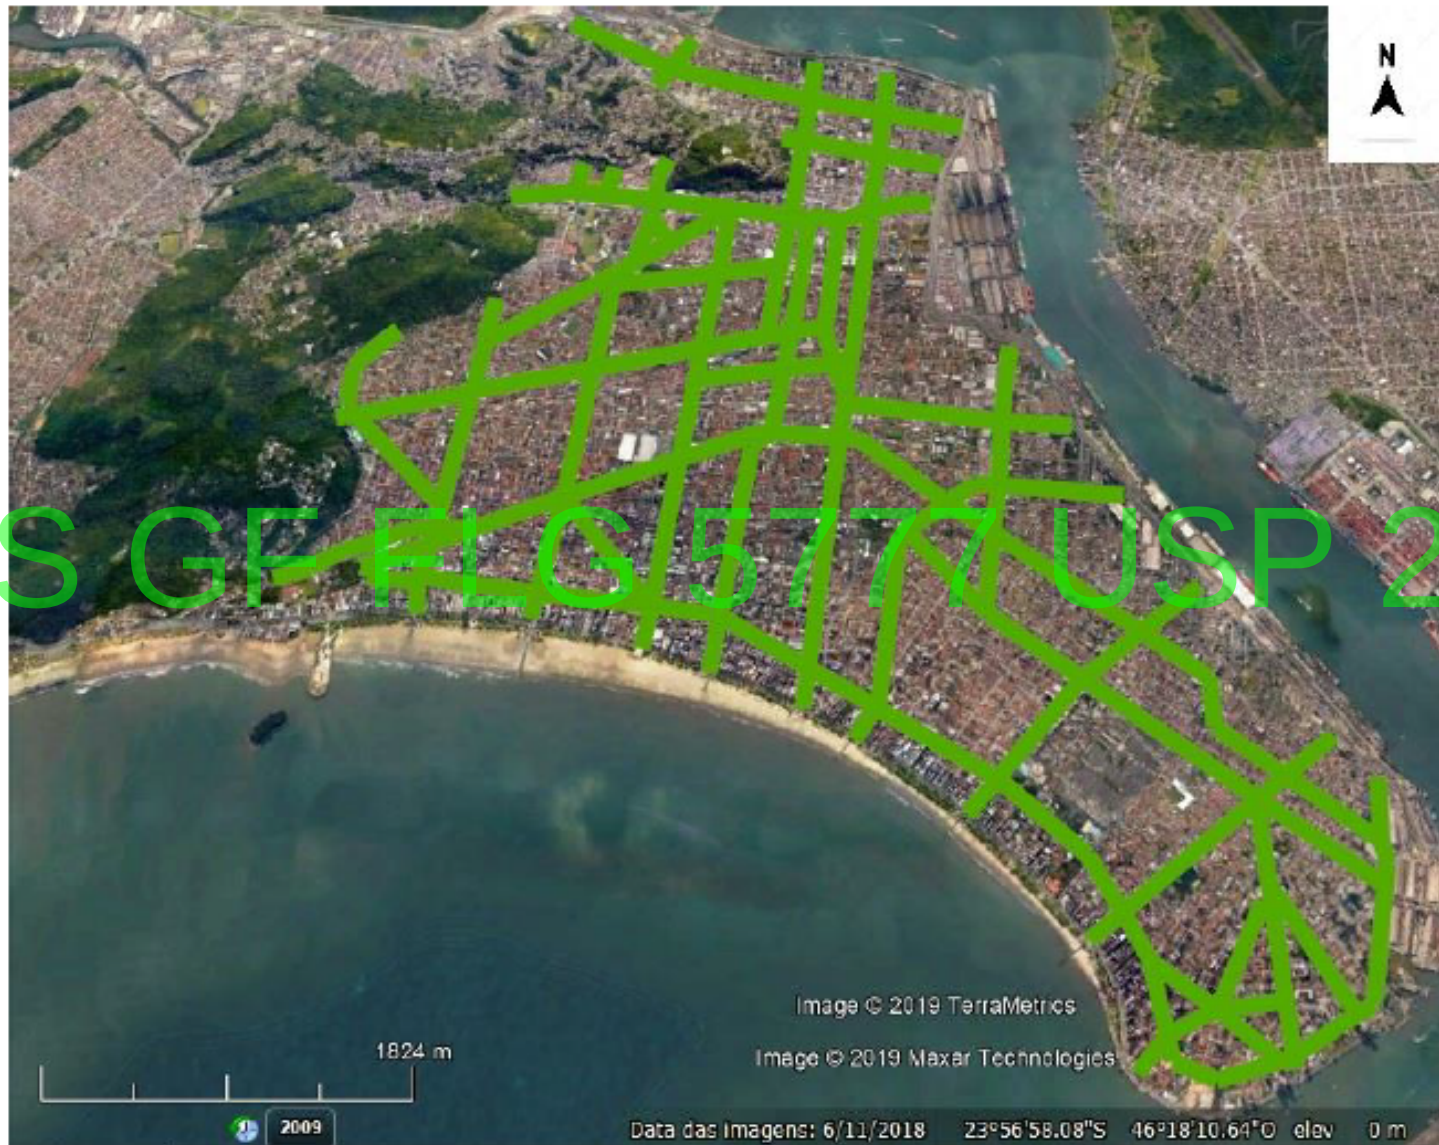 N
S GF FLG 5777 USP 2
Image © 2019 TerraMetrics
1824 m
Image © 2019 Maxar Technologies
2009
Data das imagens: 6/11/2018 23°56'58.08"S 46°18'10.64"O elev 0 m